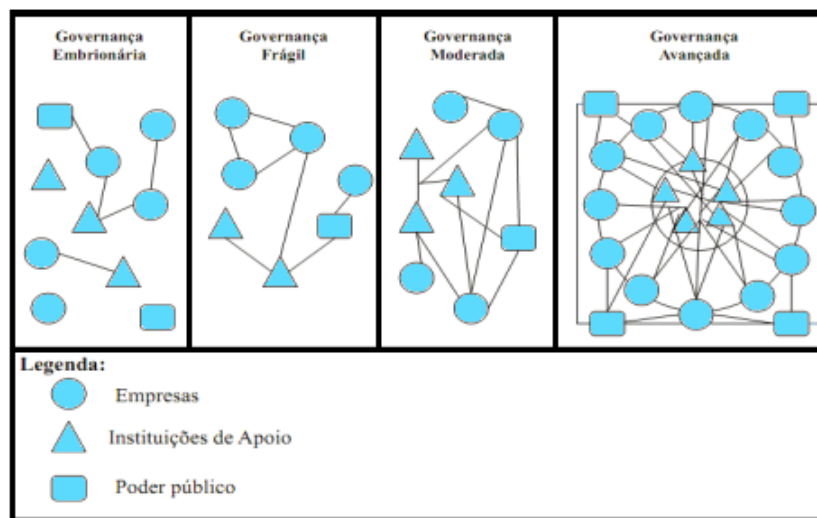 Governança
Embrionária
Governança
Frágil
Governança
Moderada
Governança
Avançada
Legenda:
Empresas
Instituições de Apoio
Poder público